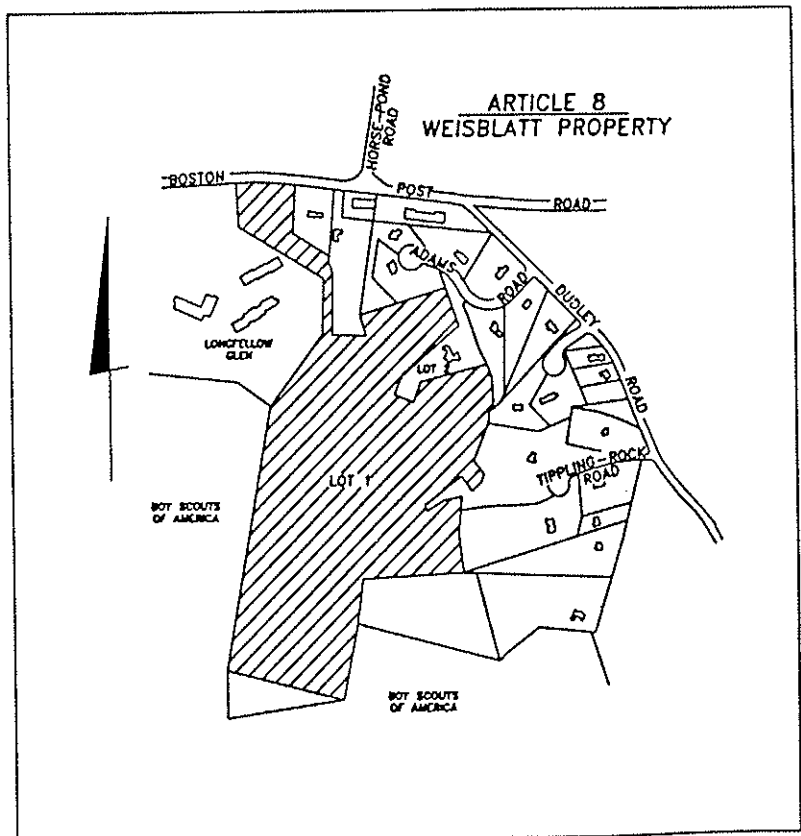 ARTICLE 8
WEISBLATT PROPERTY
HORSE-POND
ROAD
BOSTON POST ROAD
ADAMS ROAD
DUDLEY ROAD
LONGFELLOW
GLEN
LOT
LOT 1
TIPPLING-ROCK
ROAD
BOY SCOUTS
OF AMERICA
BOY SCOUTS
OF AMERICA